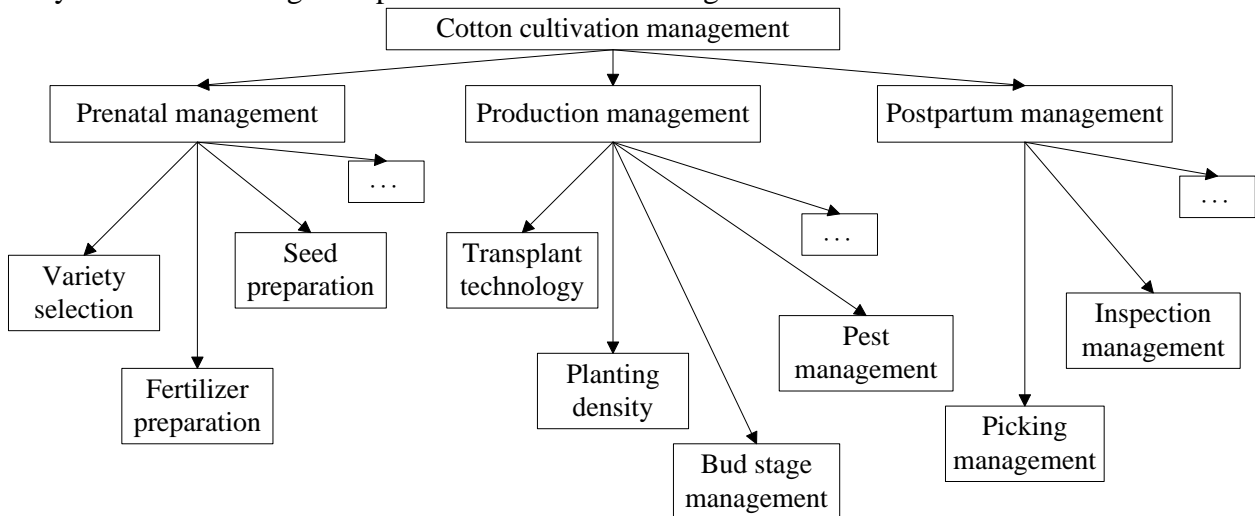 Cotton cultivation management
Prenatal management
Production management
Postpartum management
...
...
...
Variety
selection
Seed
preparation
Fertilizer
preparation
Transplant
technology
Planting
density
Bud stage
management
Pest
management
Inspection
management
Picking
management